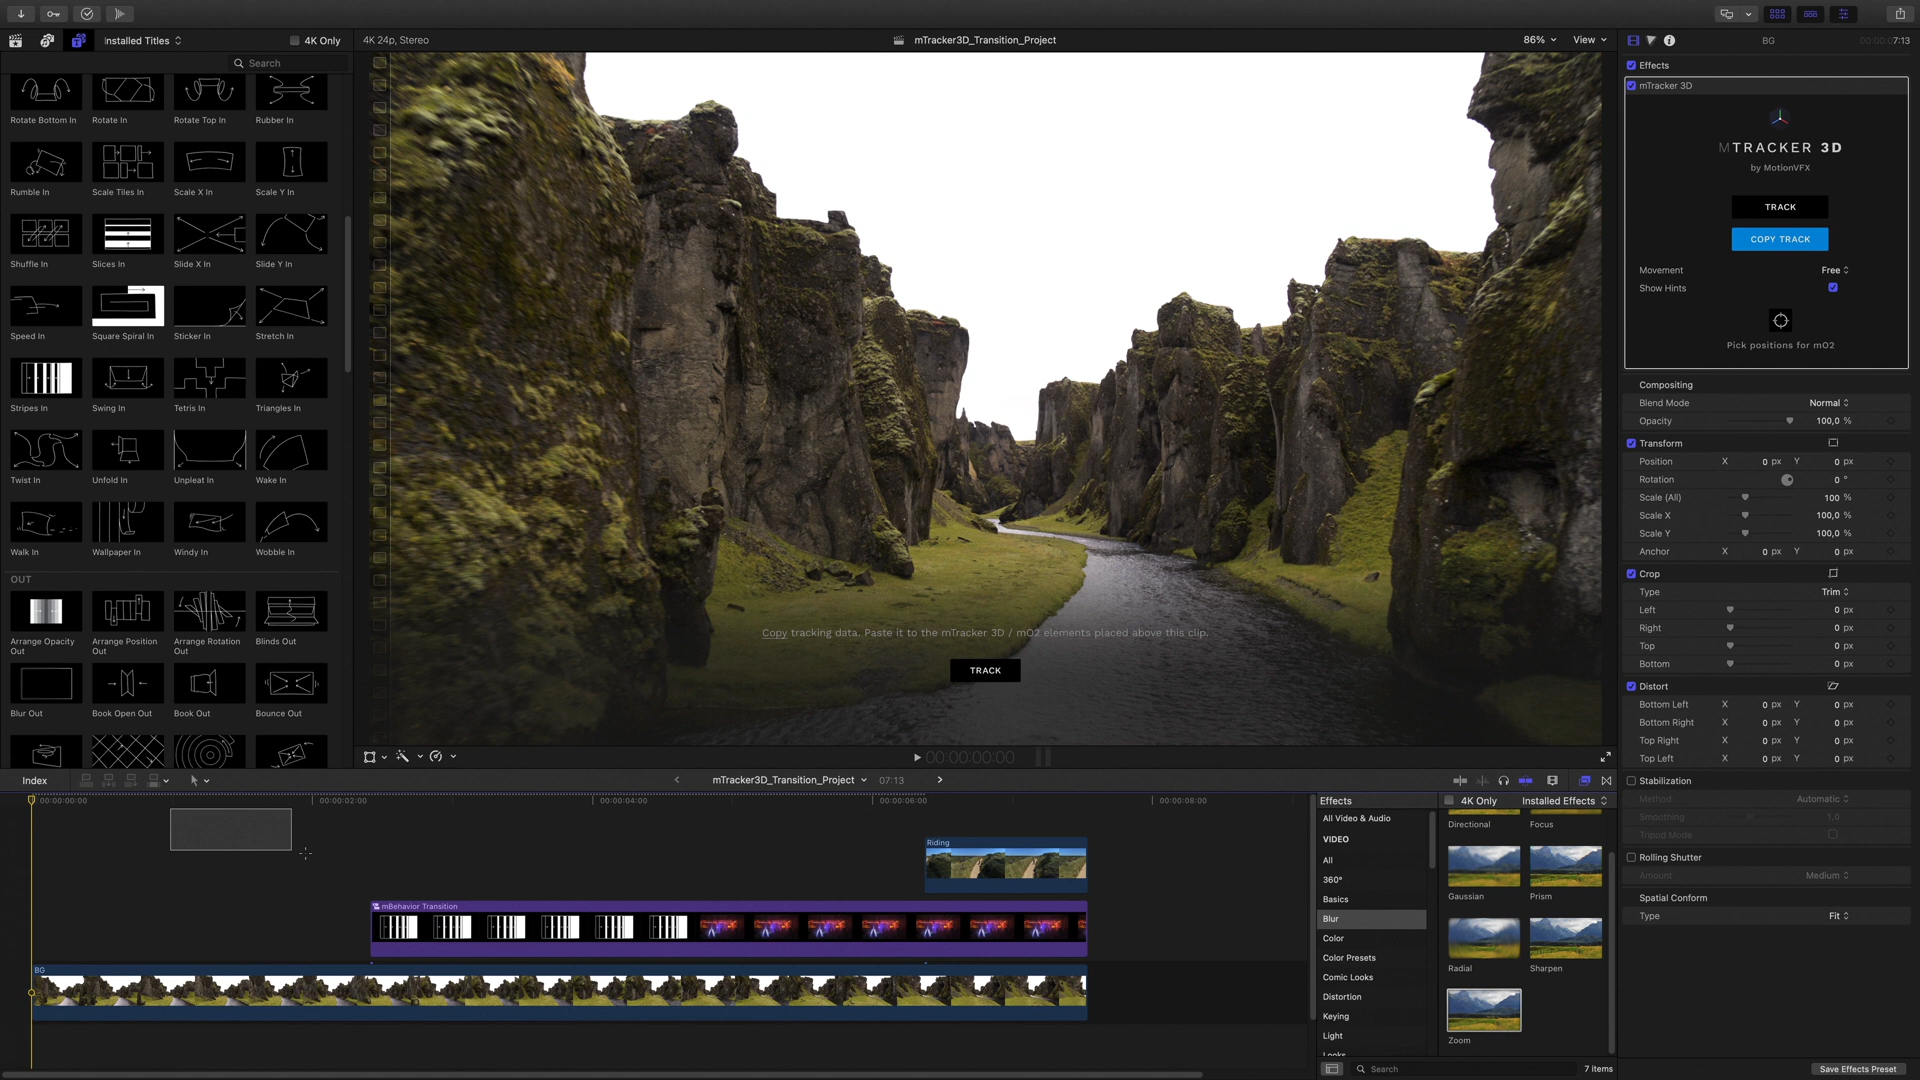 Installed Titles
4K Only
4K 24p, Stereo
mTracker3D_Transition_Project
86%
View
BG
7:13
Search
Effects
mTracker 3D
Rotate Bottom In
Rotate In
Rotate Top In
Rubber In
MTRACKER 3D
by MotionVFX
Rumble In
Scale Tiles In
Scale X In
Scale Y In
TRACK
COPY TRACK
Shuffle In
Slices In
Slide X In
Slide Y In
Movement
Free
Show Hints
Speed In
Square Spiral In
Sticker In
Stretch In
Pick positions for mO2
Stripes In
Swing In
Tetris In
Triangles In
Compositing
Blend Mode
Normal
Opacity
100,0 %
Twist In
Unfold In
Unpleat In
Wake In
Transform
Position X 0 px Y 0 px
Rotation 0 °
Scale (All) 100 %
Scale X 100,0 %
Scale Y 100,0 %
Anchor X 0 px Y 0 px
Walk In
Wallpaper In
Windy In
Wobble In
OUT
Crop
Type Trim
Left 0 px
Right 0 px
Top 0 px
Bottom 0 px
Arrange Opacity Out
Arrange Position Out
Arrange Rotation Out
Blinds Out
Copy tracking data. Paste it to the mTracker 3D / mO2 elements placed above this clip.
TRACK
Distort
Bottom Left X 0 px Y 0 px
Bottom Right X 0 px Y 0 px
Top Right X 0 px Y 0 px
Top Left X 0 px Y 0 px
Blur Out
Book Open Out
Book Out
Bounce Out
00:00:00:00
Index
mTracker3D_Transition_Project
07:13
Stabilization
Method Automatic
Smoothing 1,0
Tripod Mode
Rolling Shutter
Amount Medium
Spatial Conform
Type Fit
00:00:00:00
00:00:02:00
00:00:04:00
00:00:06:00
00:00:08:00
Riding
mBehavior Transition
BG
Effects
4K Only
Installed Effects
All Video & Audio
VIDEO
All
360°
Basics
Blur
Color
Color Presets
Comic Looks
Distortion
Keying
Light
Looks
Directional
Focus
Gaussian
Prism
Radial
Sharpen
Zoom
Search
7 items
Save Effects Preset